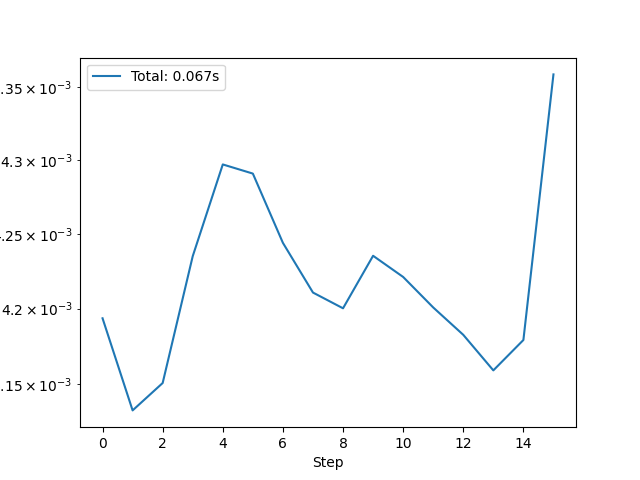 Total: 0.067s
.35 × 10⁻³
4.3 × 10⁻³
.25 × 10⁻³
4.2 × 10⁻³
.15 × 10⁻³
0 2 4 6 8 10 12 14
Step